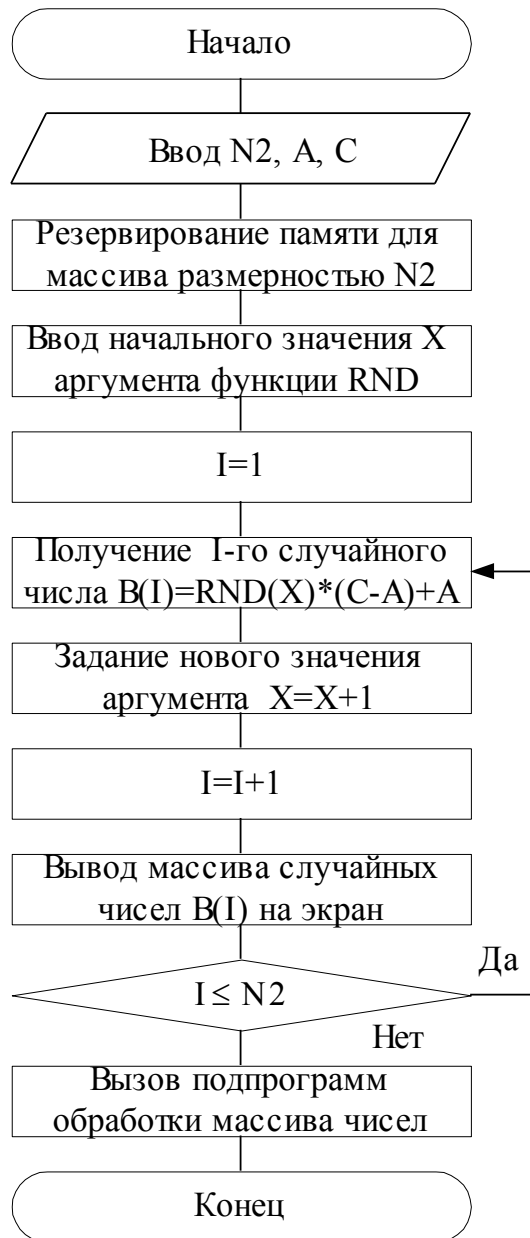 Начало
Ввод N2, A, C
Резервирование памяти для
массива размерностью N2
Ввод начального значения X
аргумента функции RND
I=1
Получение I-го случайного
числа B(I)=RND(X)*(C-A)+A
Задание нового значения
аргумента X=X+1
I=I+1
Вывод массива случайных
чисел B(I) на экран
Да
I ≤ N2
Нет
Вызов подпрограмм
обработки массива чисел
Конец